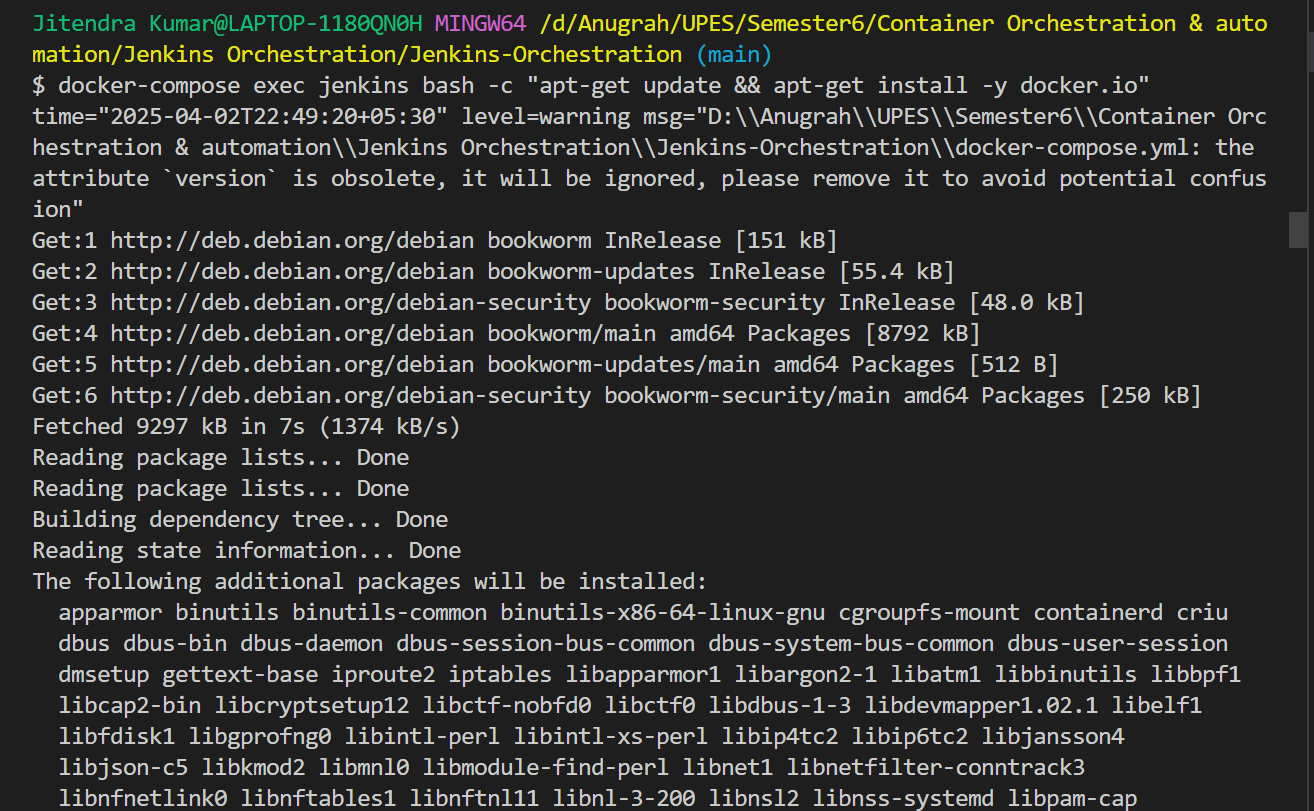 Jitendra Kumar@LAPTOP-1180QN0H MINGW64 /d/Anugrah/UPES/Semester6/Container Orchestration & auto
mation/Jenkins Orchestration/Jenkins-Orchestration (main)
$ docker-compose exec jenkins bash -c "apt-get update && apt-get install -y docker.io"
time="2025-04-02T22:49:20+05:30" level=warning msg="D:\\Anugrah\\UPES\\Semester6\\Container Orc
hestration & automation\\Jenkins Orchestration\\Jenkins-Orchestration\\docker-compose.yml: the
attribute `version` is obsolete, it will be ignored, please remove it to avoid potential confus
ion"
Get:1 http://deb.debian.org/debian bookworm InRelease [151 kB]
Get:2 http://deb.debian.org/debian bookworm-updates InRelease [55.4 kB]
Get:3 http://deb.debian.org/debian-security bookworm-security InRelease [48.0 kB]
Get:4 http://deb.debian.org/debian bookworm/main amd64 Packages [8792 kB]
Get:5 http://deb.debian.org/debian bookworm-updates/main amd64 Packages [512 B]
Get:6 http://deb.debian.org/debian-security bookworm-security/main amd64 Packages [250 kB]
Fetched 9297 kB in 7s (1374 kB/s)
Reading package lists... Done
Reading package lists... Done
Building dependency tree... Done
Reading state information... Done
The following additional packages will be installed:
  apparmor binutils binutils-common binutils-x86-64-linux-gnu cgroupfs-mount containerd criu
  dbus dbus-bin dbus-daemon dbus-session-bus-common dbus-system-bus-common dbus-user-session
  dmsetup gettext-base iproute2 iptables libapparmor1 libargon2-1 libatm1 libbinutils libbpf1
  libcap2-bin libcryptsetup12 libctf-nobfd0 libctf0 libdbus-1-3 libdevmapper1.02.1 libelf1
  libfdisk1 libgprofng0 libintl-perl libintl-xs-perl libip4tc2 libip6tc2 libjansson4
  libjson-c5 libkmod2 libmnl0 libmodule-find-perl libnet1 libnetfilter-conntrack3
  libnfnetlink0 libnftables1 libnftnl11 libnl-3-200 libnsl2 libnss-systemd libpam-cap